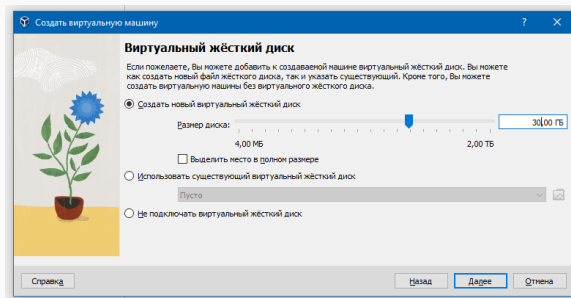 Создать виртуальную машину
Виртуальный жёсткий диск
Если пожелаете, Вы можете добавить к создаваемой машине виртуальный жёсткий диск. Вы можете
как создать новый файл жёсткого диска, так и указать существующий. Кроме того, Вы можете
создать виртуальную машину без виртуального жёсткого диска.
Создать новый виртуальный жёсткий диск
Размер диска:
30,00 ГБ
4,00 МБ 2,00 ТБ
Выделить место в полном размере
Использовать существующий виртуальный жёсткий диск
Пусто
Не подключать виртуальный жёсткий диск
Справка Назад Далее Отмена